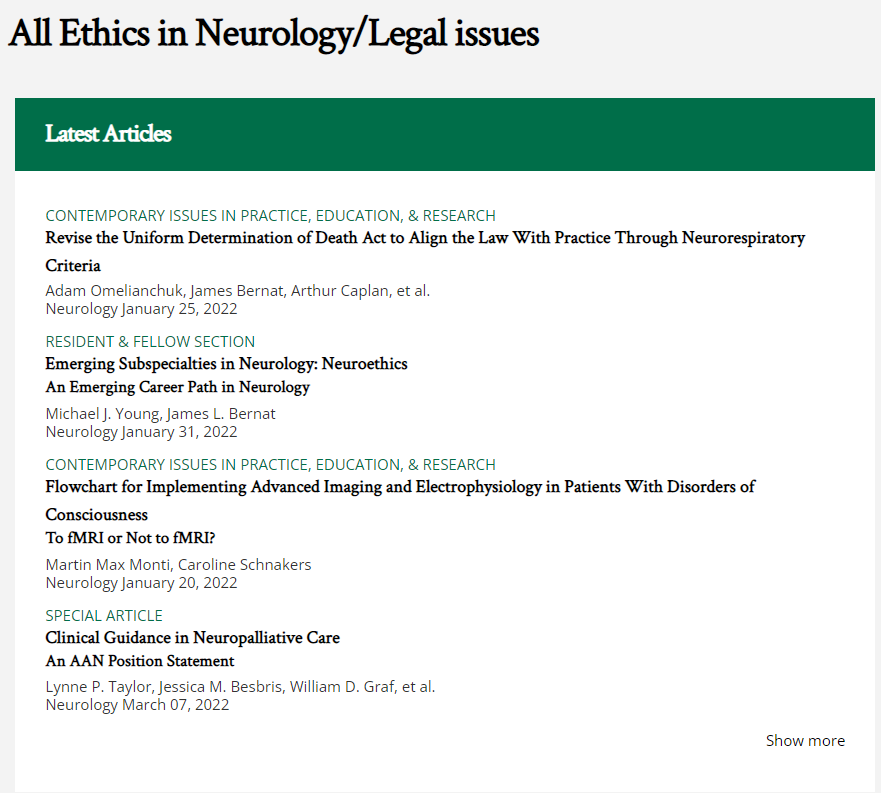 All Ethics in Neurology/Legal issues
Latest Articles
CONTEMPORARY ISSUES IN PRACTICE, EDUCATION, & RESEARCH
Revise the Uniform Determination of Death Act to Align the Law With Practice Through Neurorespiratory
Criteria
Adam Omelianchuk, James Bernat, Arthur Caplan, et al.
Neurology January 25, 2022
RESIDENT & FELLOW SECTION
Emerging Subspecialties in Neurology: Neuroethics
An Emerging Career Path in Neurology
Michael J. Young, James L. Bernat
Neurology January 31, 2022
CONTEMPORARY ISSUES IN PRACTICE, EDUCATION, & RESEARCH
Flowchart for Implementing Advanced Imaging and Electrophysiology in Patients With Disorders of
Consciousness
To fMRI or Not to fMRI?
Martin Max Monti, Caroline Schnakers
Neurology January 20, 2022
SPECIAL ARTICLE
Clinical Guidance in Neuropalliative Care
An AAN Position Statement
Lynne P. Taylor, Jessica M. Besbris, William D. Graf, et al.
Neurology March 07, 2022
Show more